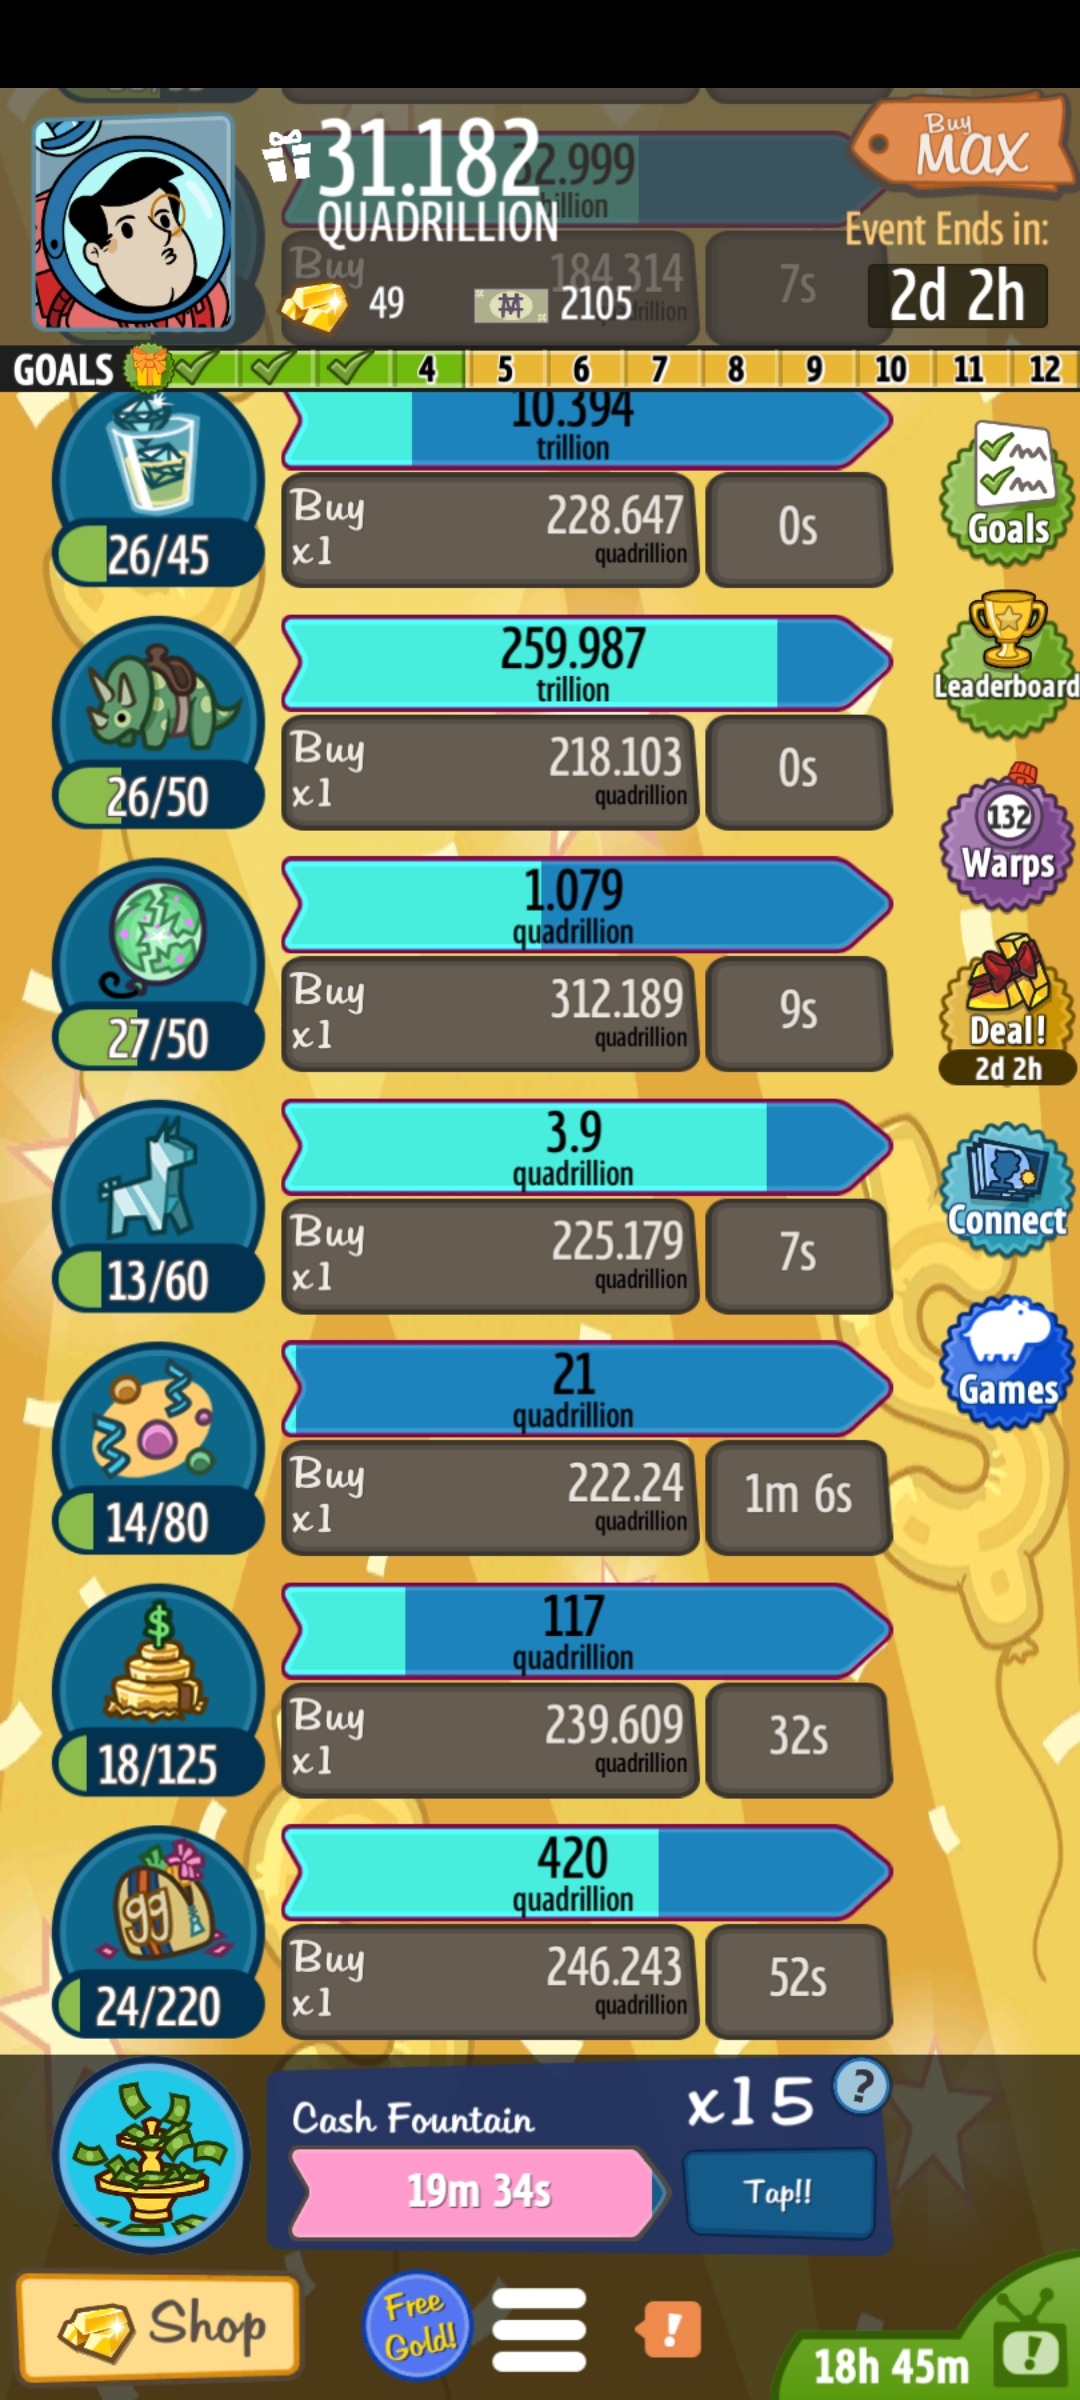 31.182
QUADRILLION
49
2105
Buy
MAX
Event Ends in:
2d 2h
184.314
Buy
7s
GOALS 4 5 6 7 8 9 10 11 12
10.394
trillion
26/45
Buy
x1
228.647
quadrillion
0s
Goals
259.987
trillion
26/50
Buy
x1
218.103
quadrillion
0s
Leaderboard
132
Warps
1.079
quadrillion
27/50
Buy
x1
312.189
quadrillion
9s
Deal!
2d 2h
3.9
quadrillion
13/60
Buy
x1
225.179
quadrillion
7s
Connect
21
quadrillion
14/80
Buy
x1
222.24
quadrillion
1m 6s
Games
$
117
quadrillion
18/125
Buy
x1
239.609
quadrillion
32s
99
420
quadrillion
24/220
Buy
x1
246.243
quadrillion
52s
Cash Fountain
x15
?
19m 34s
Tap!!
Shop
Free
Gold!
!
18h 45m
!